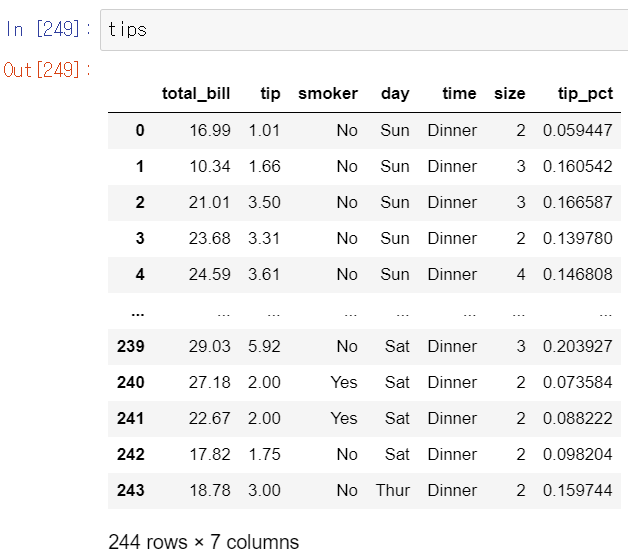 In [249]: tips
Out[249]:
total_bill tip smoker day time size tip_pct
0 16.99 1.01 No Sun Dinner 2 0.059447
1 10.34 1.66 No Sun Dinner 3 0.160542
2 21.01 3.50 No Sun Dinner 3 0.166587
3 23.68 3.31 No Sun Dinner 2 0.139780
4 24.59 3.61 No Sun Dinner 4 0.146808
... ... ... ... ... ... ... ...
239 29.03 5.92 No Sat Dinner 3 0.203927
240 27.18 2.00 Yes Sat Dinner 2 0.073584
241 22.67 2.00 Yes Sat Dinner 2 0.088222
242 17.82 1.75 No Sat Dinner 2 0.098204
243 18.78 3.00 No Thur Dinner 2 0.159744
244 rows × 7 columns